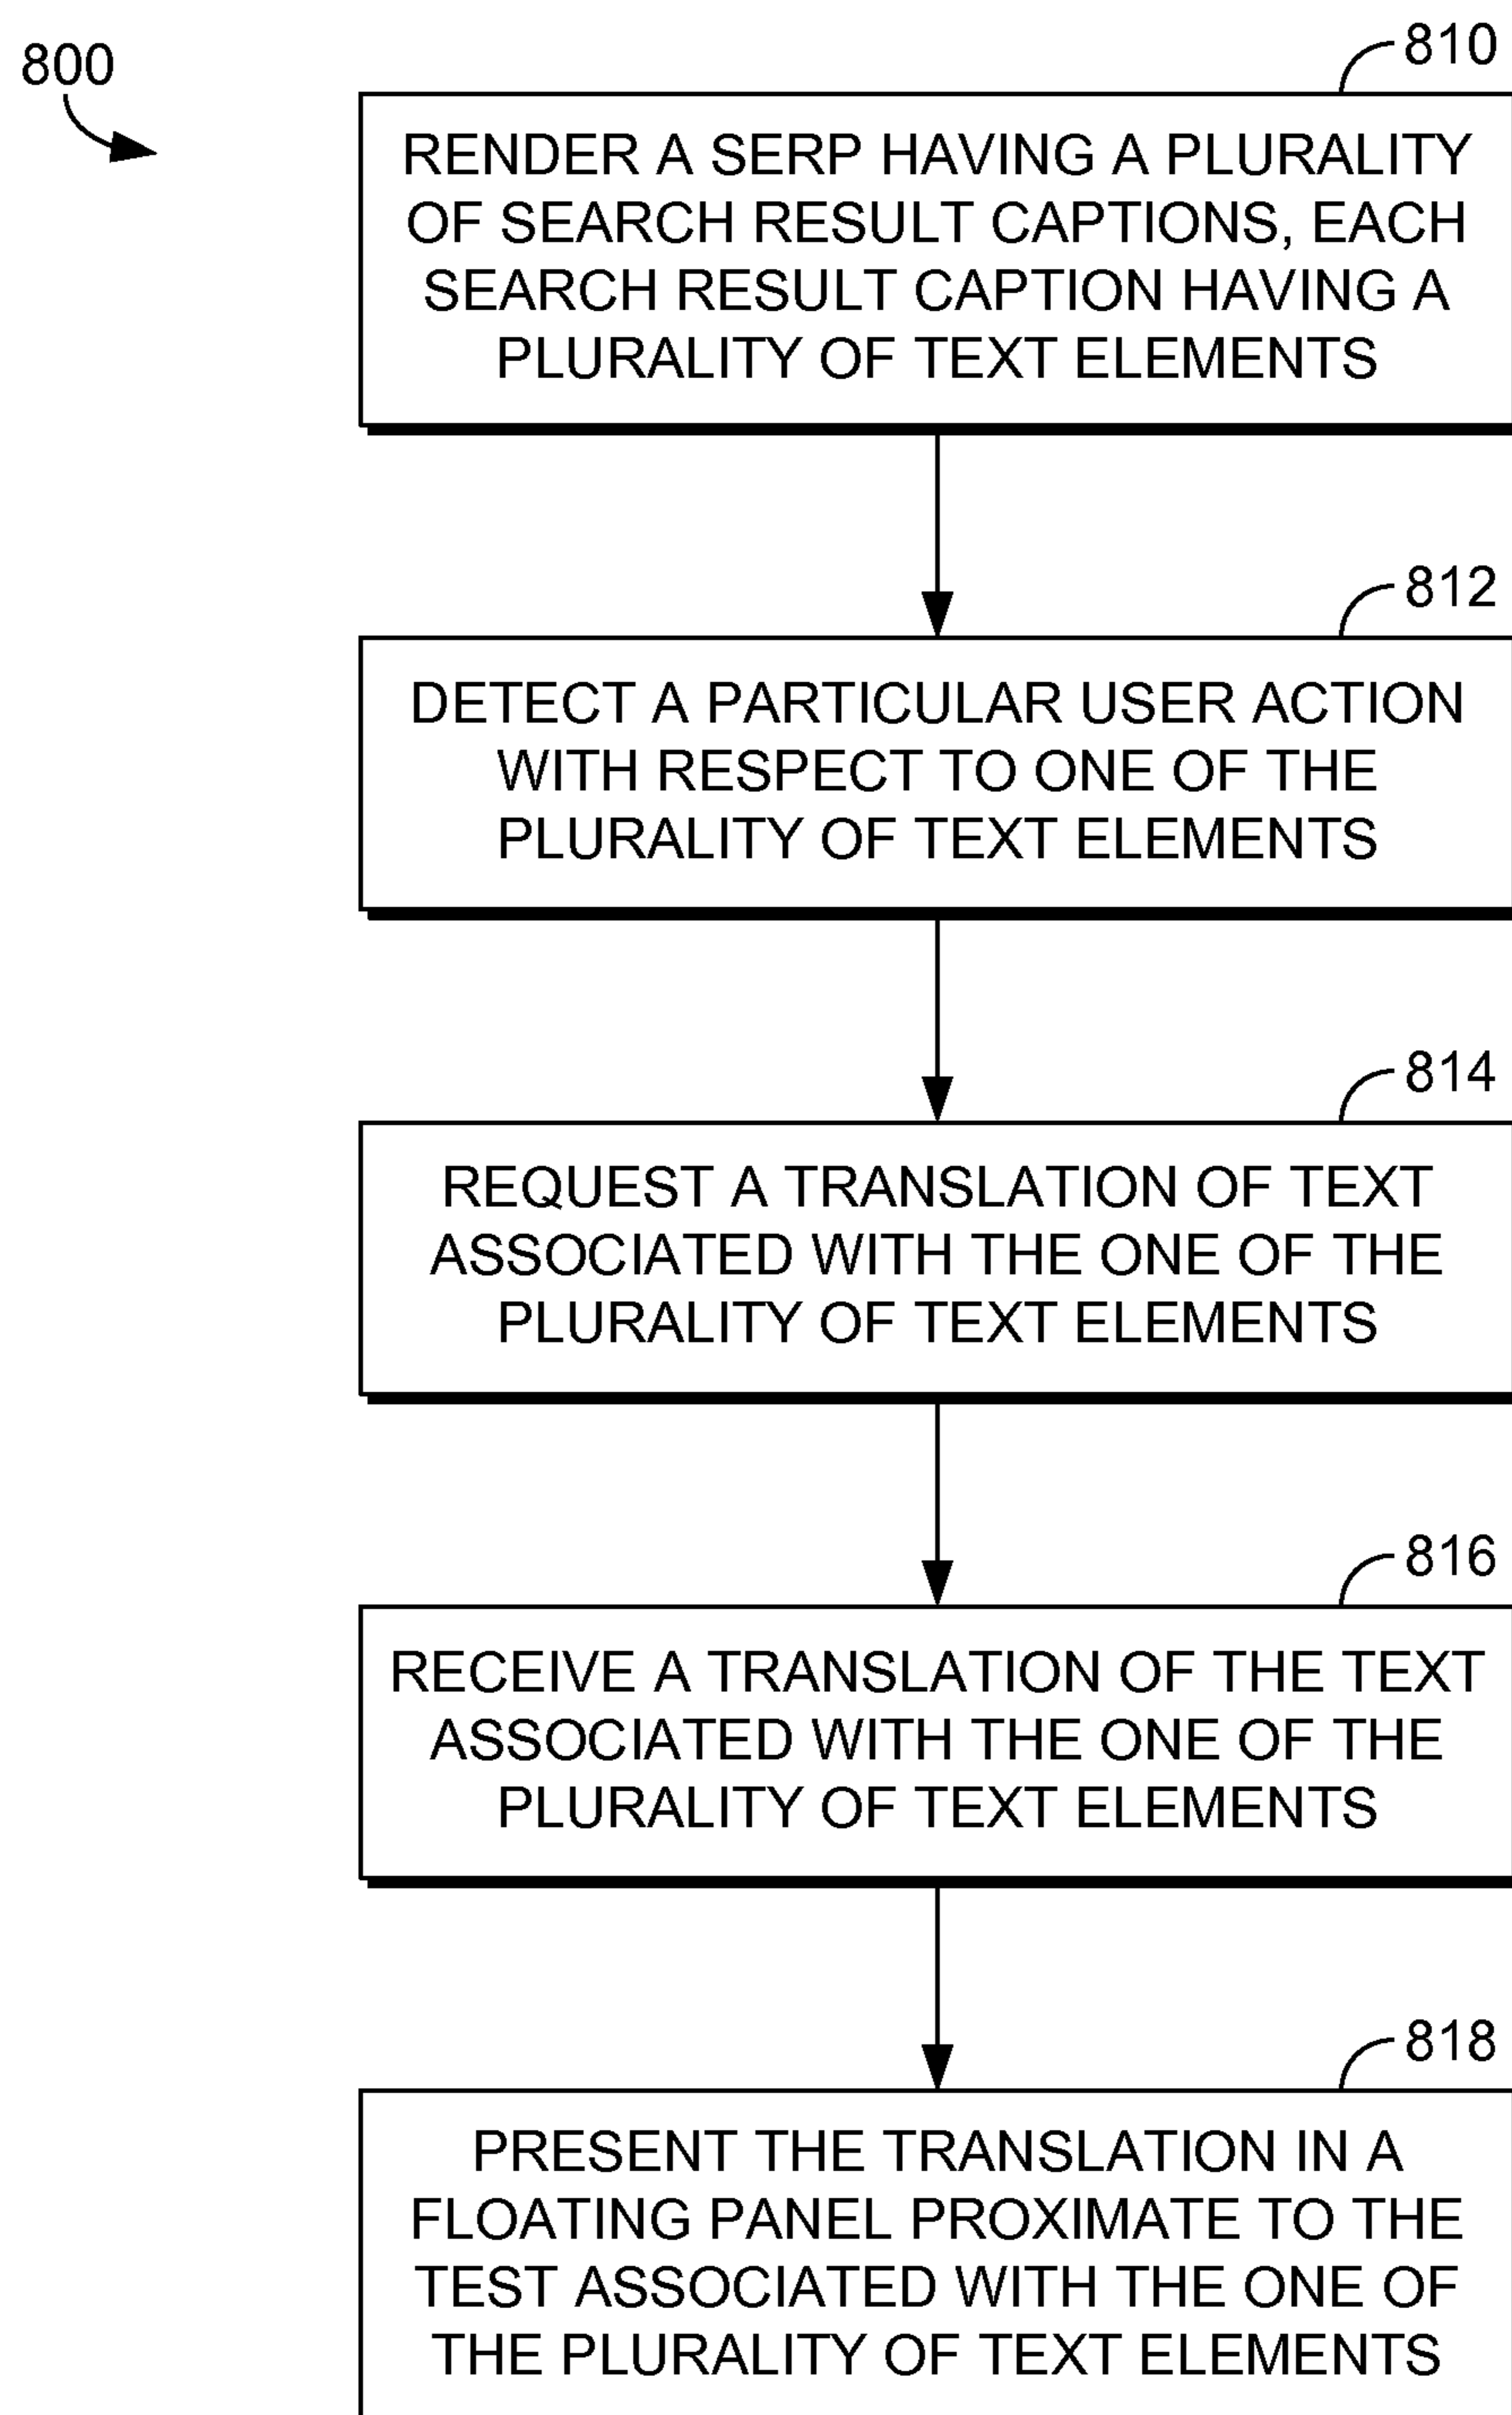 800
810
RENDER A SERP HAVING A PLURALITY
OF SEARCH RESULT CAPTIONS, EACH
SEARCH RESULT CAPTION HAVING A
PLURALITY OF TEXT ELEMENTS
812
DETECT A PARTICULAR USER ACTION
WITH RESPECT TO ONE OF THE
PLURALITY OF TEXT ELEMENTS
814
REQUEST A TRANSLATION OF TEXT
ASSOCIATED WITH THE ONE OF THE
PLURALITY OF TEXT ELEMENTS
816
RECEIVE A TRANSLATION OF THE TEXT
ASSOCIATED WITH THE ONE OF THE
PLURALITY OF TEXT ELEMENTS
818
PRESENT THE TRANSLATION IN A
FLOATING PANEL PROXIMATE TO THE
TEST ASSOCIATED WITH THE ONE OF
THE PLURALITY OF TEXT ELEMENTS